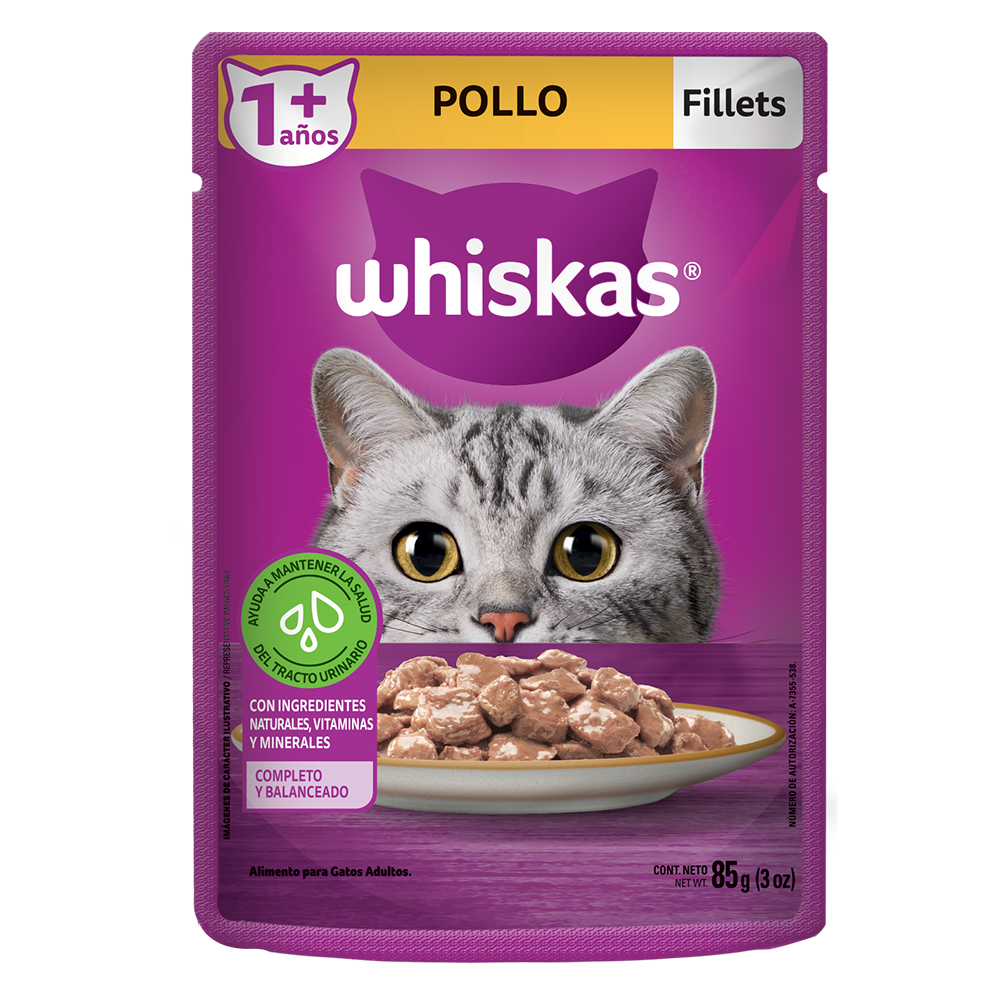 1+
años
POLLO
Fillets
whiskas®
AYUDA A MANTENER LA SALUD
DEL TRACTO URINARIO
CON INGREDIENTES
NATURALES, VITAMINAS
Y MINERALES
COMPLETO
Y BALANCEADO
IMÁGENES DE CARÁCTER ILUSTRATIVO /
NÚMERO DE AUTORIZACIÓN: A-7355-538.
Alimento para Gatos Adultos.
CONT. NETO
NET WT. 85g (3 oz)